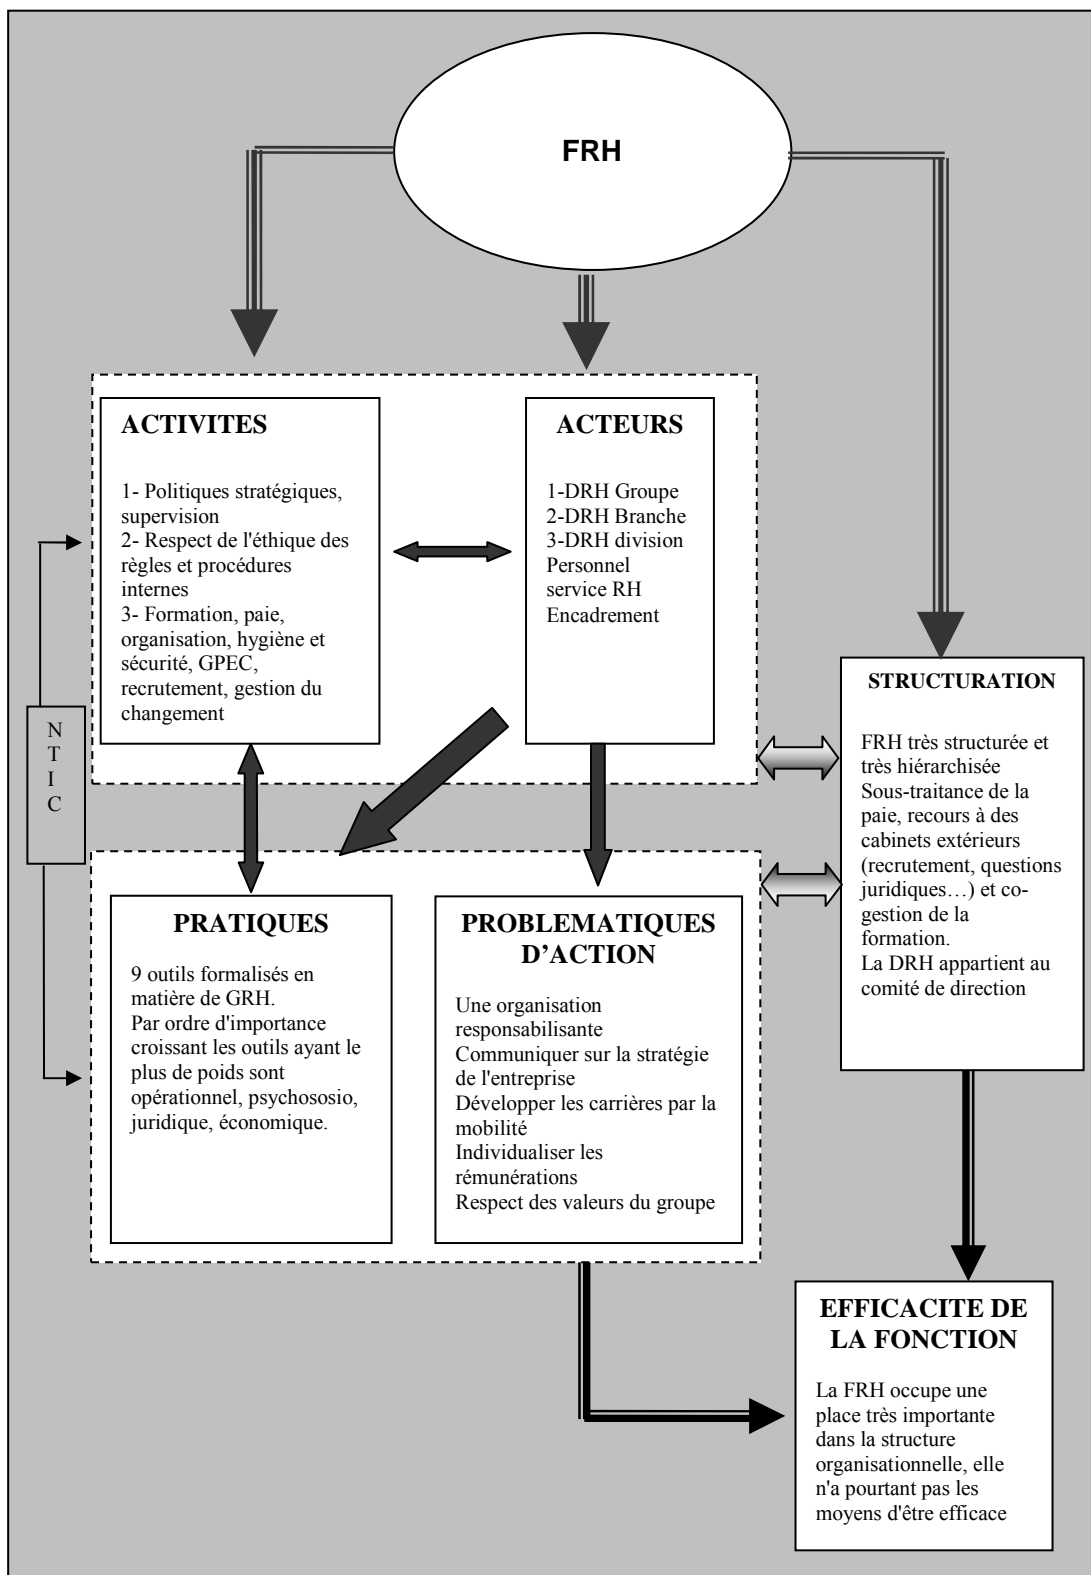 FRH
ACTIVITES
1- Politiques stratégiques,
supervision
2- Respect de l'éthique des
règles et procédures
internes
3- Formation, paie,
organisation, hygiène et
sécurité, GPEC,
recrutement, gestion du
changement
ACTEURS
1-DRH Groupe
2-DRH Branche
3-DRH division
Personnel
service RH
Encadrement
N
T
I
C
STRUCTURATION
FRH très structurée et
très hiérarchisée
Sous-traitance de la
paie, recours à des
cabinets extérieurs
(recrutement, questions
juridiques…) et co-
gestion de la
formation.
La DRH appartient au
comité de direction
PRATIQUES
9 outils formalisés en
matière de GRH.
Par ordre d'importance
croissant les outils ayant le
plus de poids sont
opérationnel, psychososio,
juridique, économique.
PROBLEMATIQUES
D'ACTION
Une organisation
responsabilisante
Communiquer sur la stratégie
de l'entreprise
Développer les carrières par la
mobilité
Individualiser les
rémunérations
Respect des valeurs du groupe
EFFICACITE DE
LA FONCTION
La FRH occupe une
place très importante
dans la structure
organisationnelle, elle
n'a pourtant pas les
moyens d'être efficace